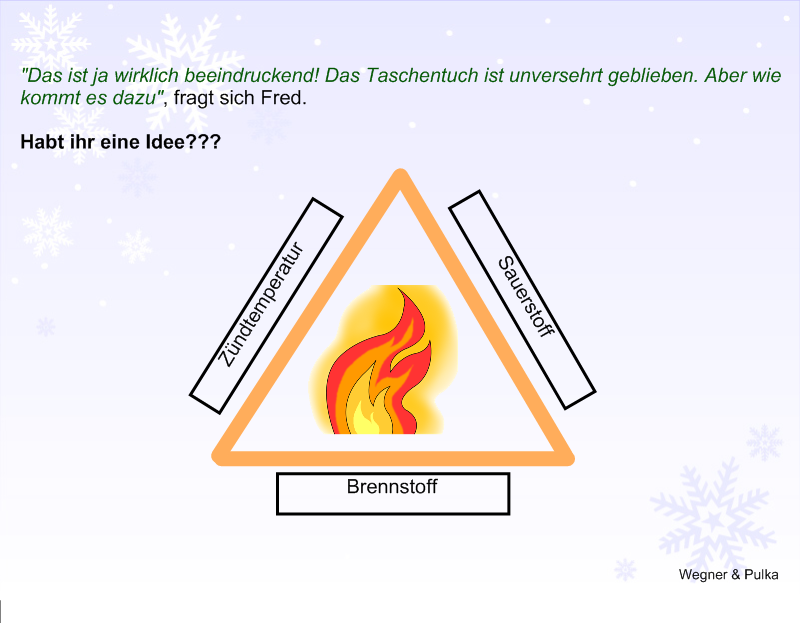 "Das ist ja wirklich beeindruckend! Das Taschentuch ist unversehrt geblieben. Aber wie
kommt es dazu", fragt sich Fred.
Habt ihr eine Idee???
Zündtemperatur
Sauerstoff
Brennstoff
Wegner & Pulka